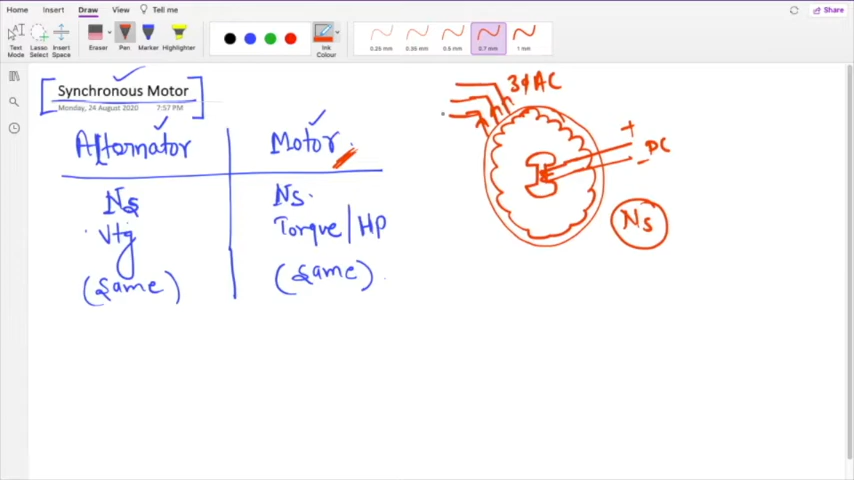 Home Insert Draw View Tell me Share
Text Mode
Lasso Select
Insert Space
Eraser
Pen
Marker
Highlighter
Ink Colour
0.25 mm
0.35 mm
0.5 mm
0.7 mm
1 mm
Synchronous Motor
Monday, 24 August 2020 7:57 PM
Alternator Motor
Ns Ns
Vtg Torque/HP
(Same) (Same)
3ϕAC
+
DC
-
Ns